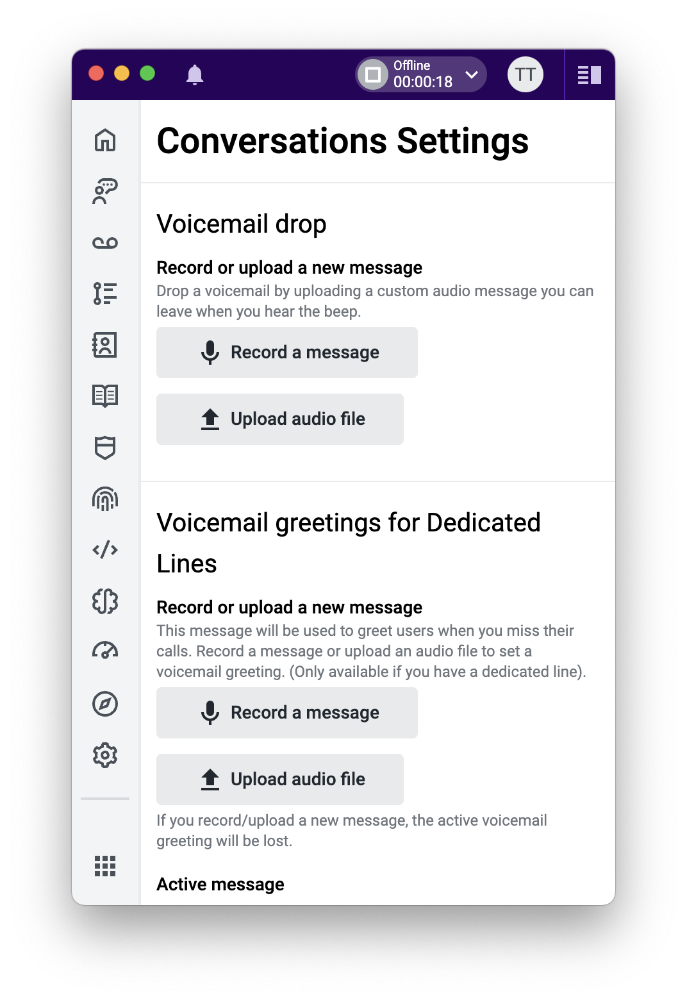 Offline
00:00:18
TT
Conversations Settings
Voicemail drop
Record or upload a new message
Drop a voicemail by uploading a custom audio message you can
leave when you hear the beep.
Record a message
Upload audio file
Voicemail greetings for Dedicated
Lines
Record or upload a new message
This message will be used to greet users when you miss their
calls. Record a message or upload an audio file to set a
voicemail greeting. (Only available if you have a dedicated line).
Record a message
Upload audio file
If you record/upload a new message, the active voicemail
greeting will be lost.
Active message